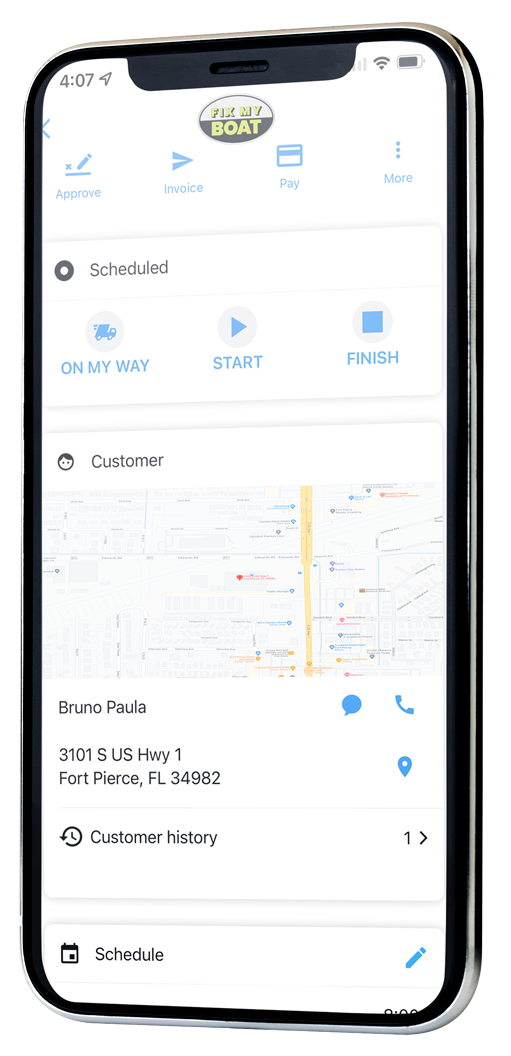 4:07
FIX MY
BOAT
Approve
Invoice
Pay
More
Scheduled
ON MY WAY
START
FINISH
Customer
Bruno Paula
3101 S US Hwy 1
Fort Pierce, FL 34982
Customer history
1
Schedule